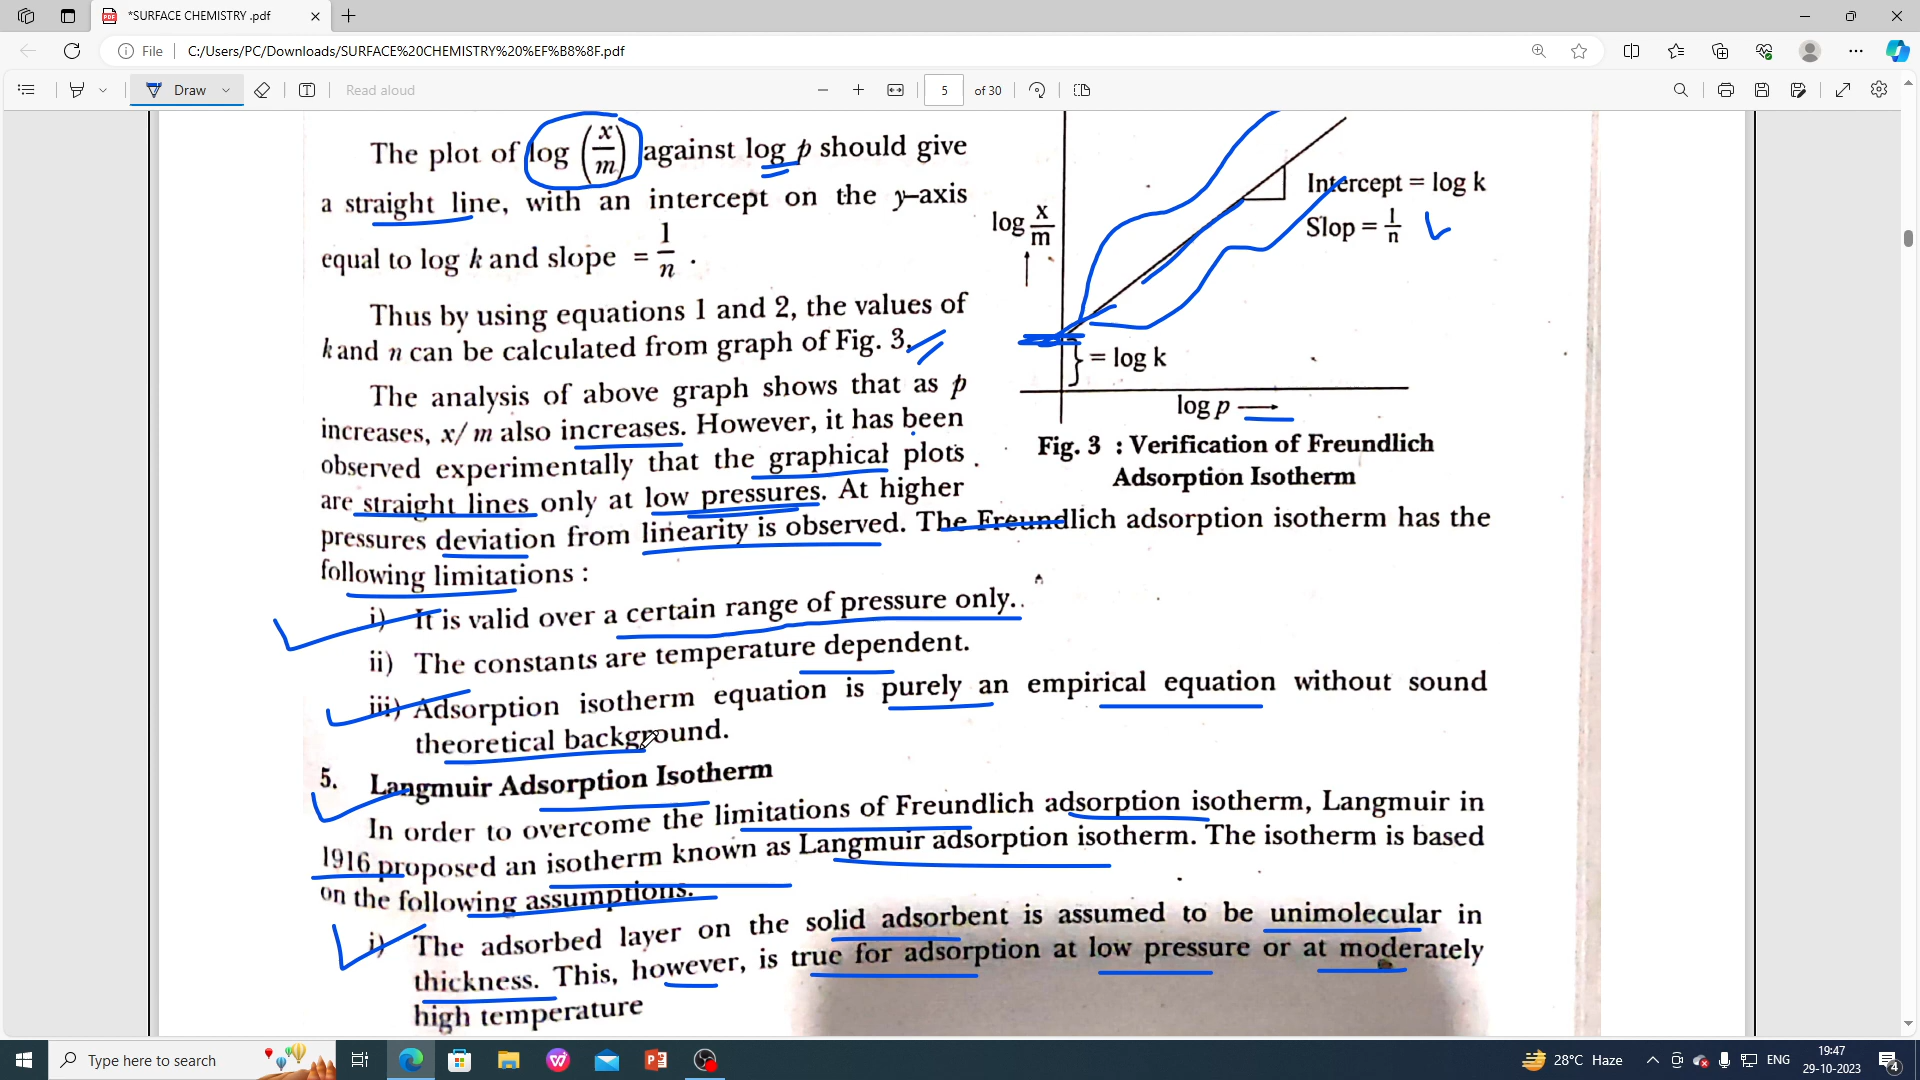 *SURFACE CHEMISTRY .pdf
File C:/Users/PC/Downloads/SURFACE%20CHEMISTRY%20%EF%B8%8F.pdf
Draw Read aloud 5 of 30
The plot of log (x/m) against log p should give
a straight line, with an intercept on the y-axis
equal to log k and slope = 1/n .
Thus by using equations 1 and 2, the values of
k and n can be calculated from graph of Fig. 3.
The analysis of above graph shows that as p
increases, x/m also increases. However, it has been
observed experimentally that the graphical plots
are straight lines only at low pressures. At higher
pressures deviation from linearity is observed. The Freundlich adsorption isotherm has the
following limitations :
log x/m
Intercept = log k
Slop = 1/n
= log k
log p
Fig. 3 : Verification of Freundlich
Adsorption Isotherm
i) It is valid over a certain range of pressure only.
ii) The constants are temperature dependent.
iii) Adsorption isotherm equation is purely an empirical equation without sound
theoretical background.
5. Langmuir Adsorption Isotherm
In order to overcome the limitations of Freundlich adsorption isotherm, Langmuir in
1916 proposed an isotherm known as Langmuir adsorption isotherm. The isotherm is based
on the following assumptions.
i) The adsorbed layer on the solid adsorbent is assumed to be unimolecular in
thickness. This, however, is true for adsorption at low pressure or at moderately
high temperature
Type here to search
28°C Haze
ENG
19:47
29-10-2023
4